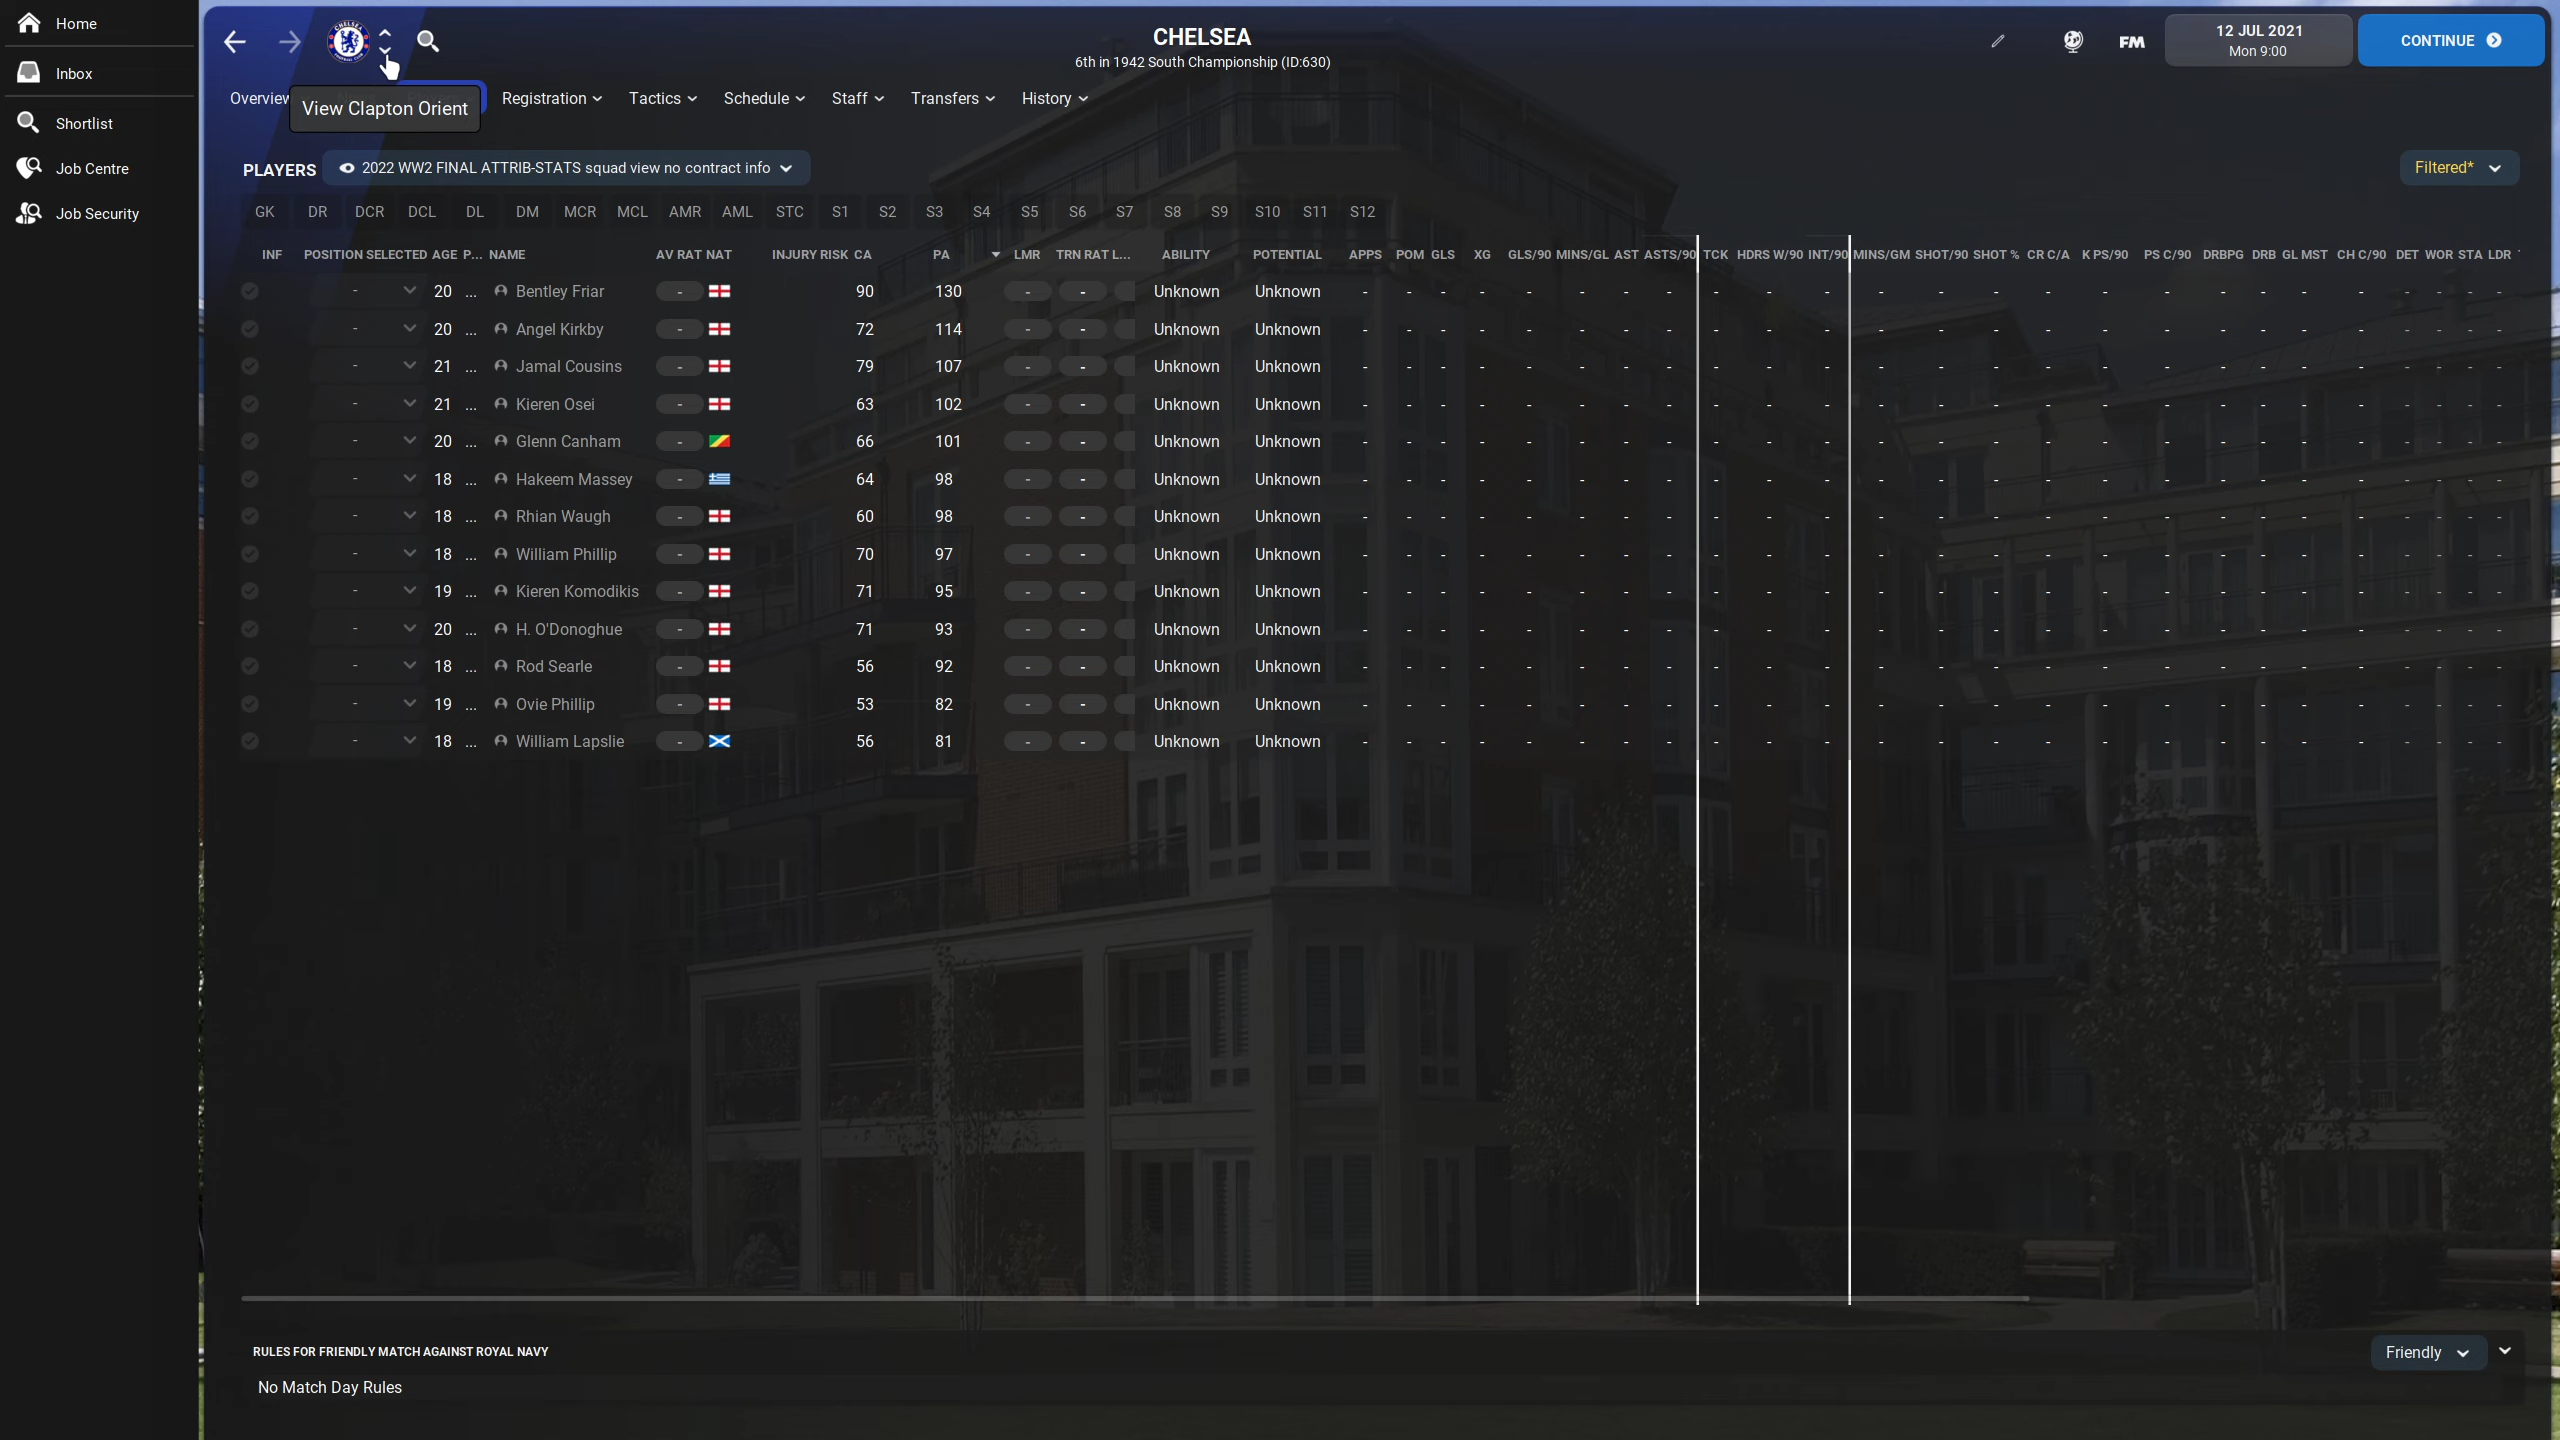 Home
Inbox
Shortlist
Job Centre
Job Security
CHELSEA
6th in 1942 South Championship (ID:630)
FM
12 JUL 2021
Mon 9:00
CONTINUE
View Clapton Orient
Registration
Tactics
Schedule
Staff
Transfers
History
PLAYERS
2022 WW2 FINAL ATTRIB-STATS squad view no contract info
Filtered*
GK DR DCR DCL DL DM MCR MCL AMR AML STC S1 S2 S3 S4 S5 S6 S7 S8 S9 S10 S11 S12
INF POSITION SELECTED AGE P... NAME AV RAT NAT INJURY RISK CA PA LMR TRN RAT L... ABILITY POTENTIAL APPS POM GLS XG GLS/90 MINS/GL AST ASTS/90 TCK HDRS W/90 INT/90 MINS/GM SHOT/90 SHOT % CR C/A K PS/90 PS C/90 DRBPG DRB GL MST CH C/90 DET WOR STA LDR
- 20 ... Bentley Friar - 90 130 - - Unknown Unknown - - - - - - - - - - - - - - - - - - - - - - - - -
- 20 ... Angel Kirkby - 72 114 - - Unknown Unknown - - - - - - - - - - - - - - - - - - - - - - - - -
- 21 ... Jamal Cousins - 79 107 - - Unknown Unknown - - - - - - - - - - - - - - - - - - - - - - - - -
- 21 ... Kieren Osei - 63 102 - - Unknown Unknown - - - - - - - - - - - - - - - - - - - - - - - - -
- 20 ... Glenn Canham - 66 101 - - Unknown Unknown - - - - - - - - - - - - - - - - - - - - - - - - -
- 18 ... Hakeem Massey - 64 98 - - Unknown Unknown - - - - - - - - - - - - - - - - - - - - - - - - -
- 18 ... Rhian Waugh - 60 98 - - Unknown Unknown - - - - - - - - - - - - - - - - - - - - - - - - -
- 18 ... William Phillip - 70 97 - - Unknown Unknown - - - - - - - - - - - - - - - - - - - - - - - - -
- 19 ... Kieren Komodikis - 71 95 - - Unknown Unknown - - - - - - - - - - - - - - - - - - - - - - - - -
- 20 ... H. O'Donoghue - 71 93 - - Unknown Unknown - - - - - - - - - - - - - - - - - - - - - - - - -
- 18 ... Rod Searle - 56 92 - - Unknown Unknown - - - - - - - - - - - - - - - - - - - - - - - - -
- 19 ... Ovie Phillip - 53 82 - - Unknown Unknown - - - - - - - - - - - - - - - - - - - - - - - - -
- 18 ... William Lapslie - 56 81 - - Unknown Unknown - - - - - - - - - - - - - - - - - - - - - - - - -
RULES FOR FRIENDLY MATCH AGAINST ROYAL NAVY
Friendly
No Match Day Rules